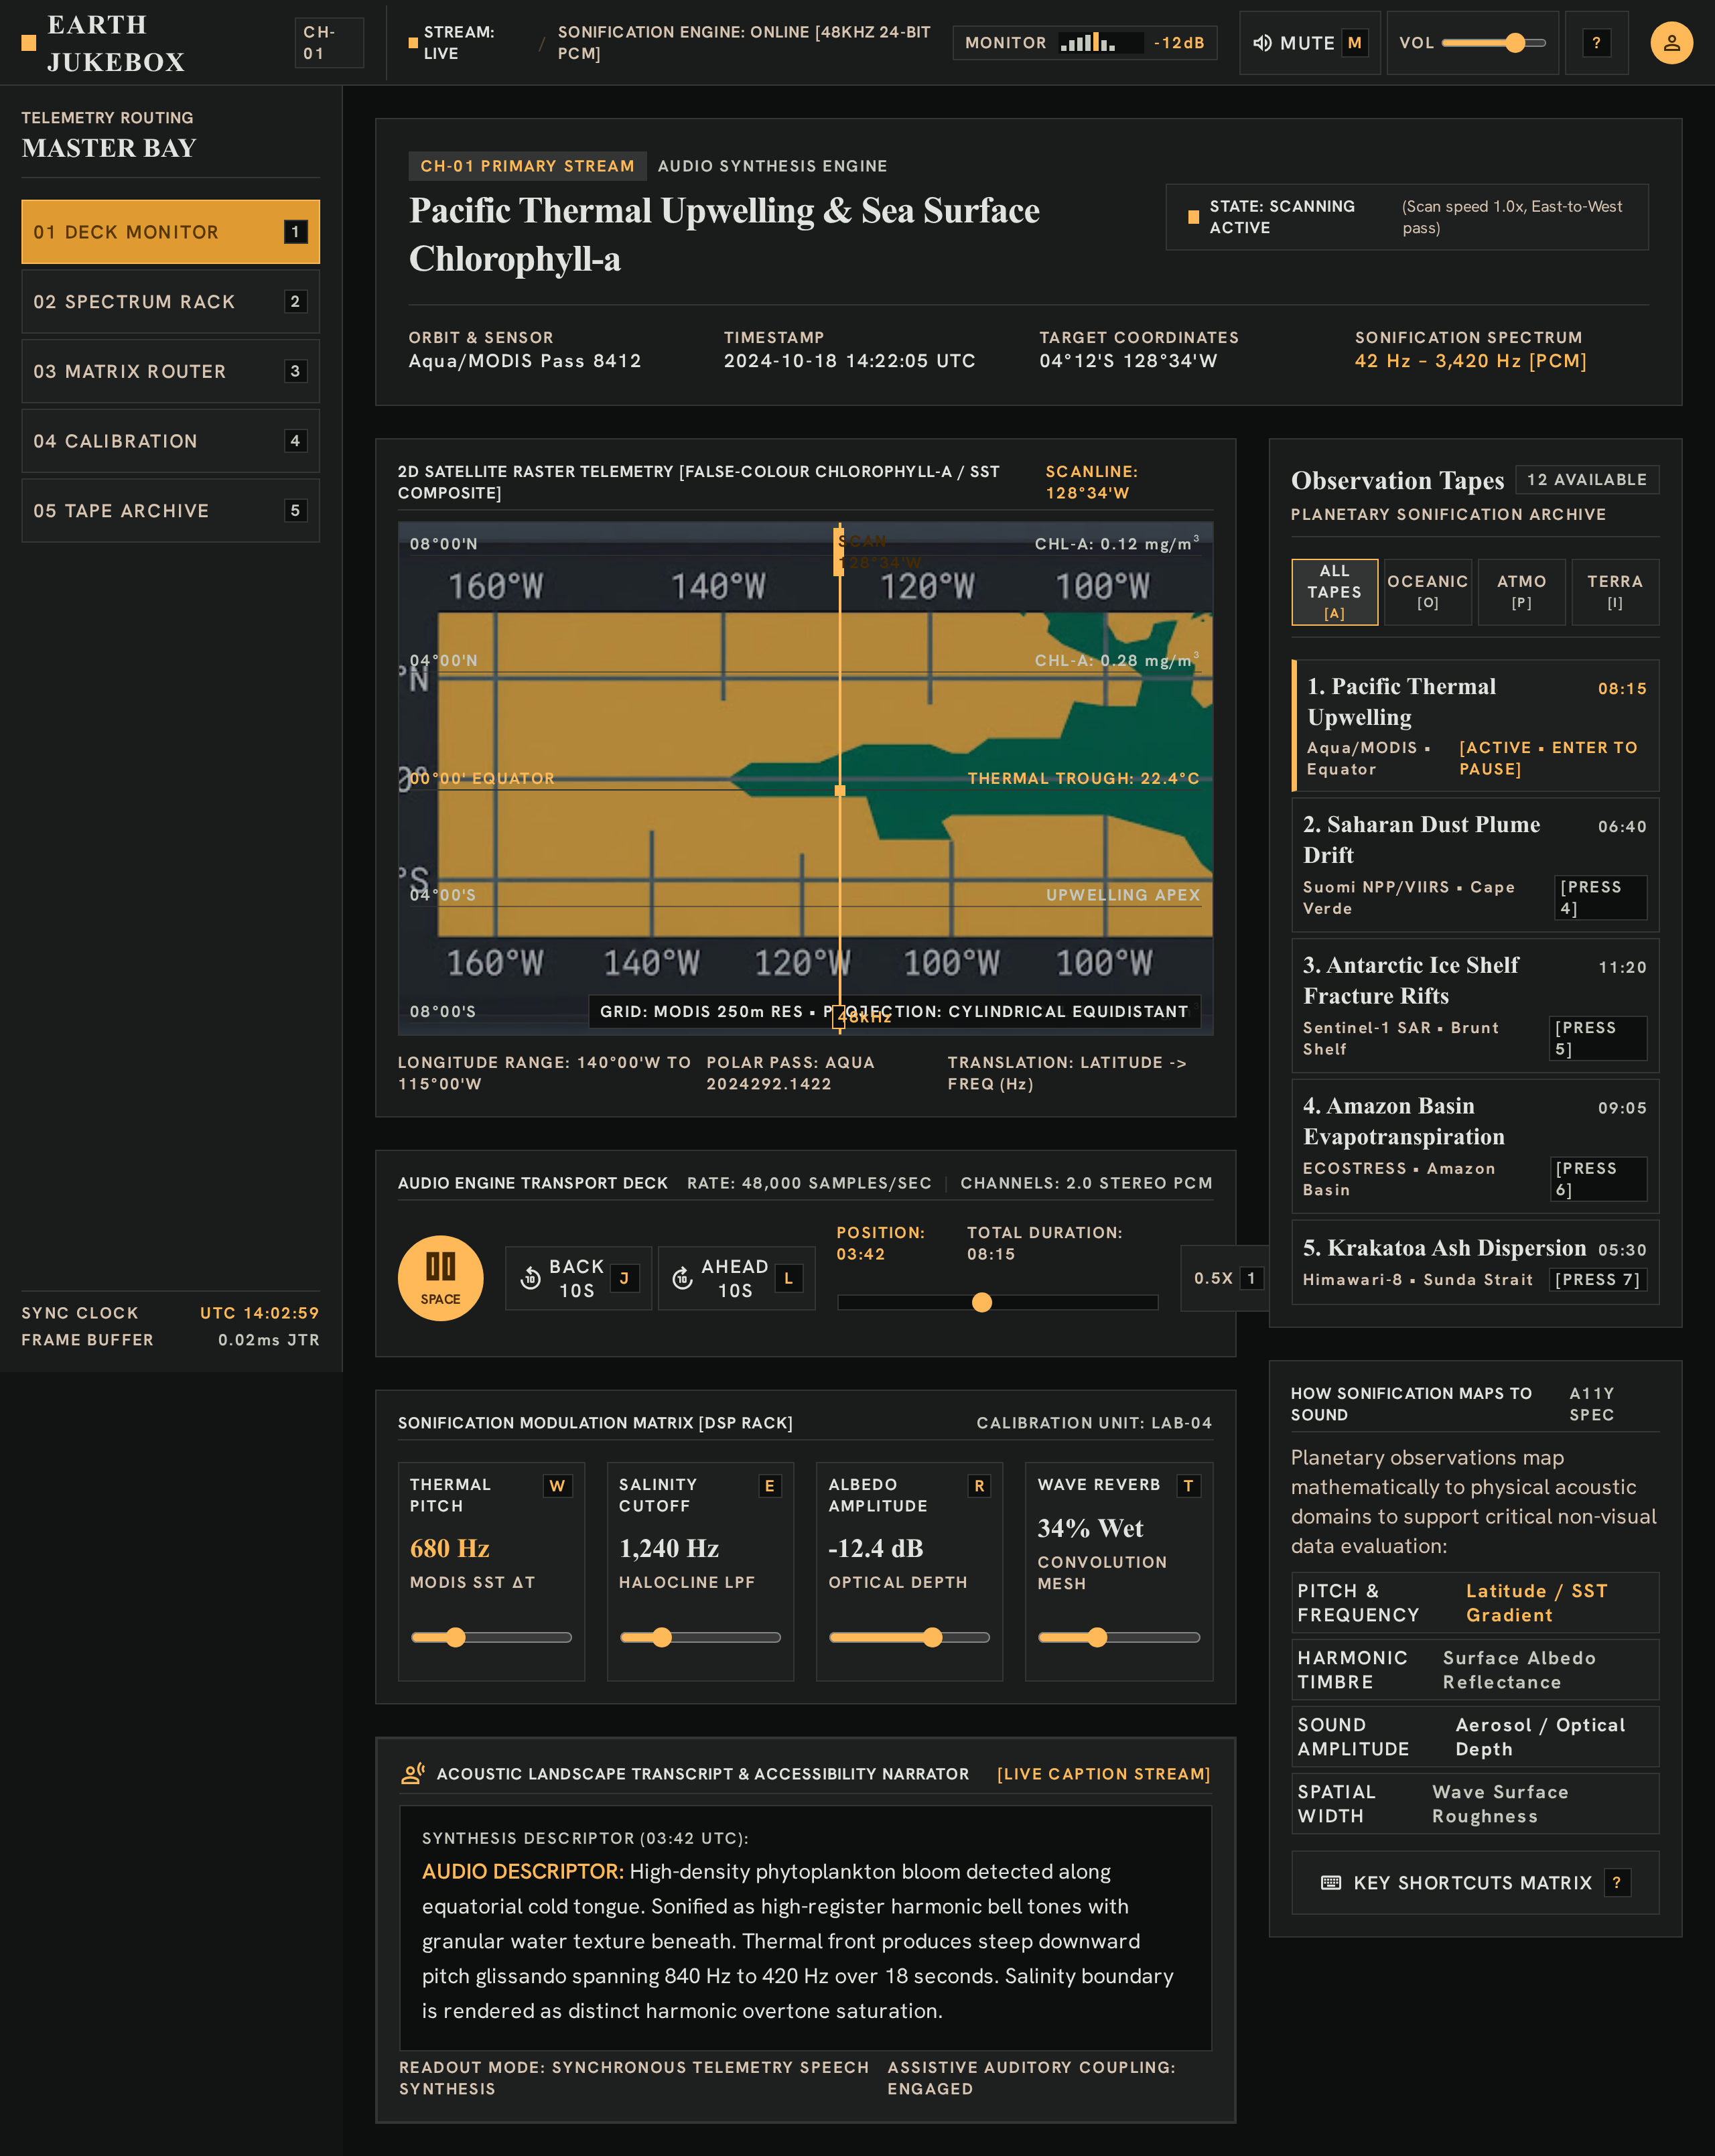 EARTH
JUKEBOX
CH-
01
STREAM:
LIVE
/
SONIFICATION ENGINE: ONLINE [48KHZ 24-BIT
PCM]
MONITOR
-12dB
MUTE M
VOL
?
TELEMETRY ROUTING
MASTER BAY
01 DECK MONITOR 1
02 SPECTRUM RACK 2
03 MATRIX ROUTER 3
04 CALIBRATION 4
05 TAPE ARCHIVE 5
SYNC CLOCK UTC 14:02:59
FRAME BUFFER 0.02ms JTR
CH-01 PRIMARY STREAM AUDIO SYNTHESIS ENGINE
Pacific Thermal Upwelling & Sea Surface
Chlorophyll-a
STATE: SCANNING
ACTIVE
(Scan speed 1.0x, East-to-West
pass)
ORBIT & SENSOR
Aqua/MODIS Pass 8412
TIMESTAMP
2024-10-18 14:22:05 UTC
TARGET COORDINATES
04°12'S 128°34'W
SONIFICATION SPECTRUM
42 Hz – 3,420 Hz [PCM]
2D SATELLITE RASTER TELEMETRY [FALSE-COLOUR CHLOROPHYLL-A / SST
COMPOSITE]
SCANLINE:
128°34'W
08°00'N
SCAN
128°34'W
CHL-A: 0.12 mg/m³
160°W 140°W 120°W 100°W
04°00'N
CHL-A: 0.28 mg/m³
°N
0°
00°00' EQUATOR
THERMAL TROUGH: 22.4°C
°S
04°00'S
UPWELLING APEX
160°W 140°W 120°W 100°W 100°W
08°00'S
GRID: MODIS 250m RES ▪ PROJECTION: CYLINDRICAL EQUIDISTANT
48kHz
LONGITUDE RANGE: 140°00'W TO
115°00'W
POLAR PASS: AQUA
2024292.1422
TRANSLATION: LATITUDE ->
FREQ (Hz)
AUDIO ENGINE TRANSPORT DECK
RATE: 48,000 SAMPLES/SEC
CHANNELS: 2.0 STEREO PCM
SPACE
10
BACK
10S
J
10
AHEAD
10S
L
POSITION:
03:42
TOTAL DURATION:
08:15
0.5X 1
SONIFICATION MODULATION MATRIX [DSP RACK]
CALIBRATION UNIT: LAB-04
THERMAL
PITCH
W
680 Hz
MODIS SST ΔT
SALINITY
CUTOFF
E
1,240 Hz
HALOCLINE LPF
ALBEDO
AMPLITUDE
R
-12.4 dB
OPTICAL DEPTH
WAVE REVERB T
34% Wet
CONVOLUTION
MESH
ACOUSTIC LANDSCAPE TRANSCRIPT & ACCESSIBILITY NARRATOR
[LIVE CAPTION STREAM]
SYNTHESIS DESCRIPTOR (03:42 UTC):
AUDIO DESCRIPTOR: High-density phytoplankton bloom detected along
equatorial cold tongue. Sonified as high-register harmonic bell tones with
granular water texture beneath. Thermal front produces steep downward
pitch glissando spanning 840 Hz to 420 Hz over 18 seconds. Salinity boundary
is rendered as distinct harmonic overtone saturation.
READOUT MODE: SYNCHRONOUS TELEMETRY SPEECH
SYNTHESIS
ASSISTIVE AUDITORY COUPLING:
ENGAGED
Observation Tapes
12 AVAILABLE
PLANETARY SONIFICATION ARCHIVE
ALL
TAPES
[A]
OCEANIC
[O]
ATMO
[P]
TERRA
[I]
1. Pacific Thermal
Upwelling
08:15
Aqua/MODIS ▪
Equator
[ACTIVE ▪ ENTER TO
PAUSE]
2. Saharan Dust Plume
Drift
06:40
Suomi NPP/VIIRS ▪ Cape
Verde
[PRESS
4]
3. Antarctic Ice Shelf
Fracture Rifts
11:20
Sentinel-1 SAR ▪ Brunt
Shelf
[PRESS
5]
4. Amazon Basin
Evapotranspiration
09:05
ECOSTRESS ▪ Amazon
Basin
[PRESS
6]
5. Krakatoa Ash Dispersion 05:30
Himawari-8 ▪ Sunda Strait [PRESS 7]
HOW SONIFICATION MAPS TO
SOUND
A11Y
SPEC
Planetary observations map
mathematically to physical acoustic
domains to support critical non-visual
data evaluation:
PITCH &
FREQUENCY
Latitude / SST
Gradient
HARMONIC
TIMBRE
Surface Albedo
Reflectance
SOUND
AMPLITUDE
Aerosol / Optical
Depth
SPATIAL
WIDTH
Wave Surface
Roughness
KEY SHORTCUTS MATRIX ?